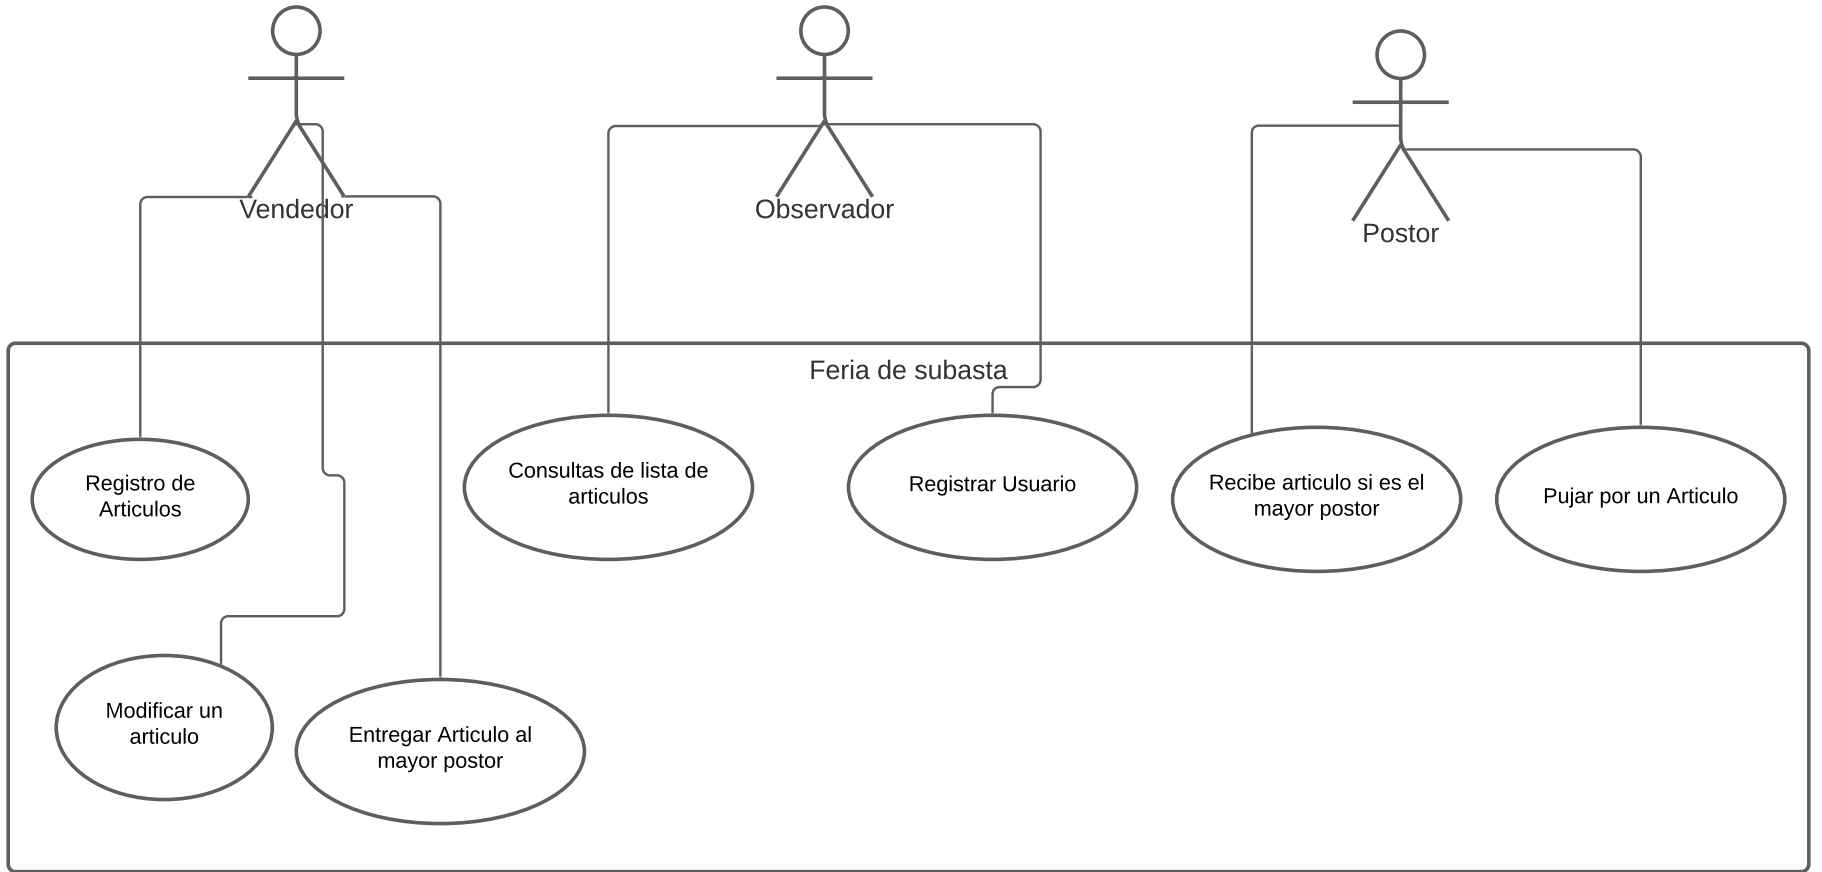 Vendedor
Observador
Postor
Feria de subasta
Registro de
Articulos
Consultas de lista de
articulos
Registrar Usuario
Recibe articulo si es el
mayor postor
Pujar por un Articulo
Modificar un
articulo
Entregar Articulo al
mayor postor